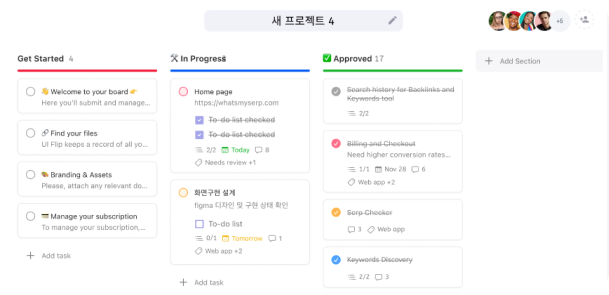 새 프로젝트 4
+5
Get Started 4
👋 Welcome to your board 👉
Here you'll submit and manage...
🔗 Find your files
UI Flip keeps a record of all yo...
🎨 Branding & Assets
Please, attach any relevant do...
💳 Manage your subscription
To manage your subscription,...
+ Add task
🛠 In Progress
Home page
https://whatsmyserp.com
To-do list checked
To-do list checked
2/2 Today 8
Needs review +1
화면구현 설계
figma 디자인 및 구현 상태 확인
To-do list
0/1 Tomorrow 1
Web app +2
+ Add task
✅ Approved 17
Search history for Backlinks and
Keywords tool
2/2
Billing and Checkout
Need higher conversion rates...
1/1 Nov 28 6
Web app +2
Serp Checker
3 Web app
Keywords Discovery
2/2 3
+ Add Section